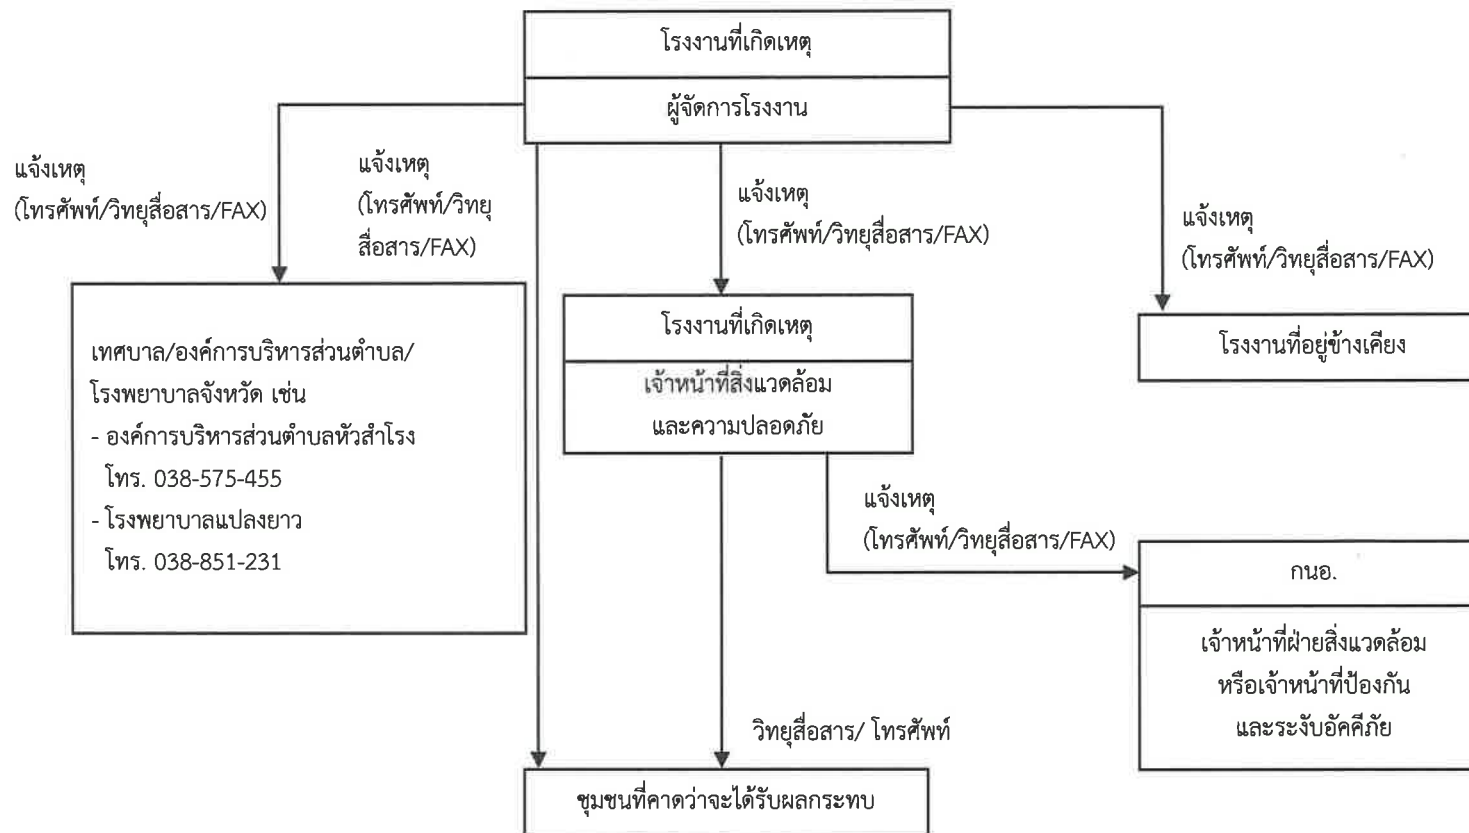 โรงงานที่เกิดเหตุ
ผู้จัดการโรงงาน
แจ้งเหตุ
(โทรศัพท์/วิทยุสื่อสาร/FAX)
แจ้งเหตุ
(โทรศัพท์/วิทยุ
สื่อสาร/FAX)
แจ้งเหตุ
(โทรศัพท์/วิทยุสื่อสาร/FAX)
แจ้งเหตุ
(โทรศัพท์/วิทยุสื่อสาร/FAX)
เทศบาล/องค์การบริหารส่วนตำบล/
โรงพยาบาลจังหวัด เช่น
- องค์การบริหารส่วนตำบลหัวสำโรง
โทร. 038-575-455
- โรงพยาบาลแปลงยาว
โทร. 038-851-231
โรงงานที่เกิดเหตุ
เจ้าหน้าที่สิ่งแวดล้อม
และความปลอดภัย
โรงงานที่อยู่ข้างเคียง
แจ้งเหตุ
(โทรศัพท์/วิทยุสื่อสาร/FAX)
กนอ.
เจ้าหน้าที่ฝ่ายสิ่งแวดล้อม
หรือเจ้าหน้าที่ป้องกัน
และระงับอัคคีภัย
วิทยุสื่อสาร/ โทรศัพท์
ชุมชนที่คาดว่าจะได้รับผลกระทบ